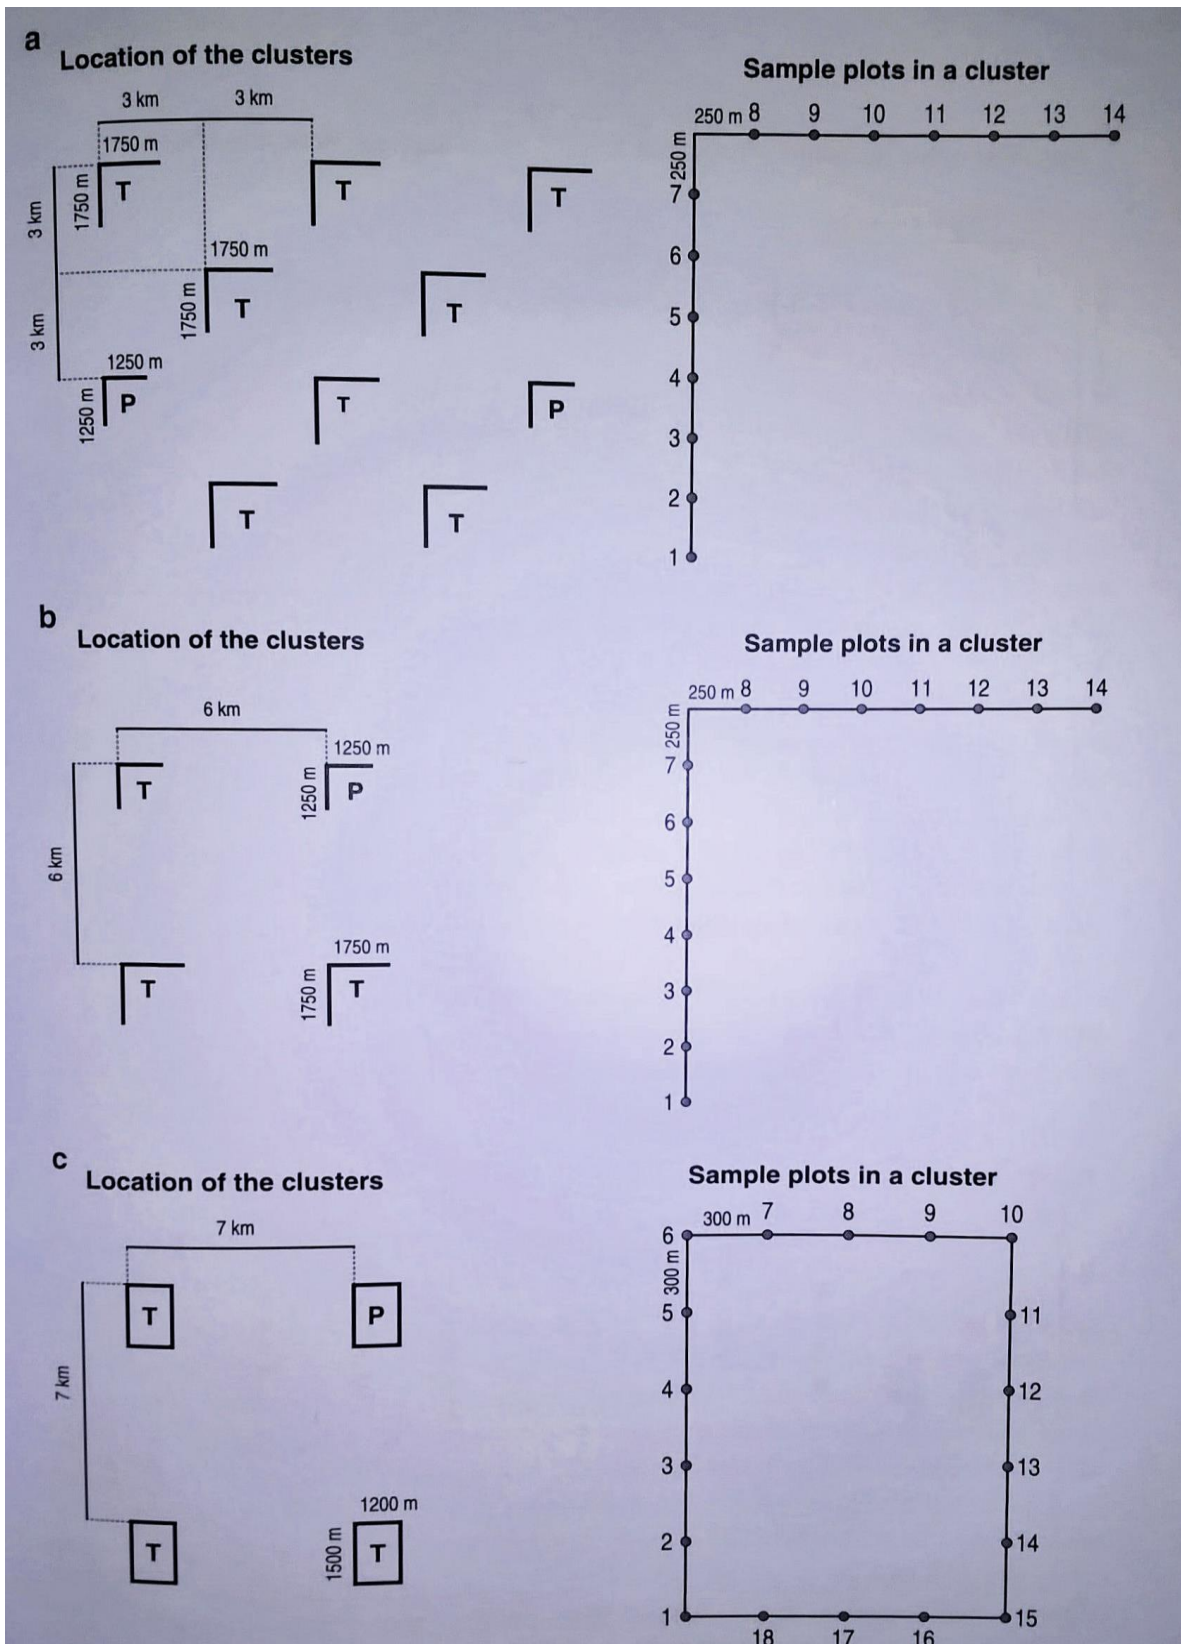 a
Location of the clusters
3 km 3 km
1750 m
1750 m
3 km
T T T
1750 m
1750 m
3 km
T T
1250 m
1250 m
P T P
T T
Sample plots in a cluster
250 m 8 9 10 11 12 13 14
250 m
7
6
5
4
3
2
1
b
Location of the clusters
6 km
1250 m
1250 m
T P
6 km
1750 m
1750 m
T T
Sample plots in a cluster
250 m 8 9 10 11 12 13 14
250 m
7
6
5
4
3
2
1
c
Location of the clusters
7 km
T P
7 km
1200 m
1500 m
T T
Sample plots in a cluster
6 300 m 7 8 9 10
300 m
5 11
4 12
3 13
2 14
1 15
18 17 16